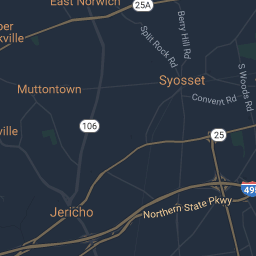 East Norwich
25A
Berry Hill Rd
Split Rock Rd
Syosset
S Woods Rd
Muttontown
Convent Rd
106
25
Jericho
Northern State Pkwy